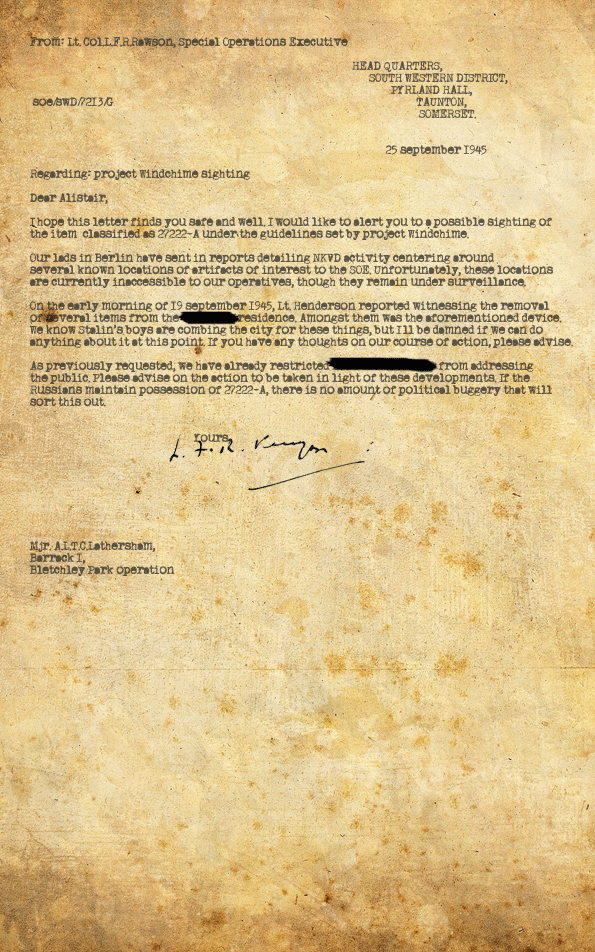 From: Lt. Col.L.F.R.Rawson, Special Operations Executive
HEAD QUARTERS,
SOUTH WESTERN DISTRICT,
PYRLAND HALL,
TAUNTON,
SOMERSET.
soe/SWD/7213/G
25 september 1945
Regarding: project Windchime sighting
Dear Alistair,
I hope this letter finds you safe and well. I would like to alert you to a possible sighting of
the item classified as 27222-A under the guidelines set by project Windchime.
Our lads in Berlin have sent in reports detailing NKVD activity centering around
several known locations of artifacts of interest to the SOE. Unfortunately, these locations
are currently inaccessible to our operatives, though they remain under surveillance.
On the early morning of 19 september 1945, Lt. Henderson reported witnessing the removal
of several items from the residence. Amongst them was the aforementioned device.
We know Stalin's boys are combing the city for these things, but I'll be damned if we can do
anything about it at this point. If you have any thoughts on our course of action, please advise.
As previously requested, we have already restricted from addressing
the public. Please advise on the action to be taken in light of these developments. If the
Russians maintain possession of 27222-A, there is no amount of political buggery that will
sort this out.
Yours,
L. F. R.
Mjr. A.L.T.C.Lathersham,
Barrack I,
Bletchley Park Operation